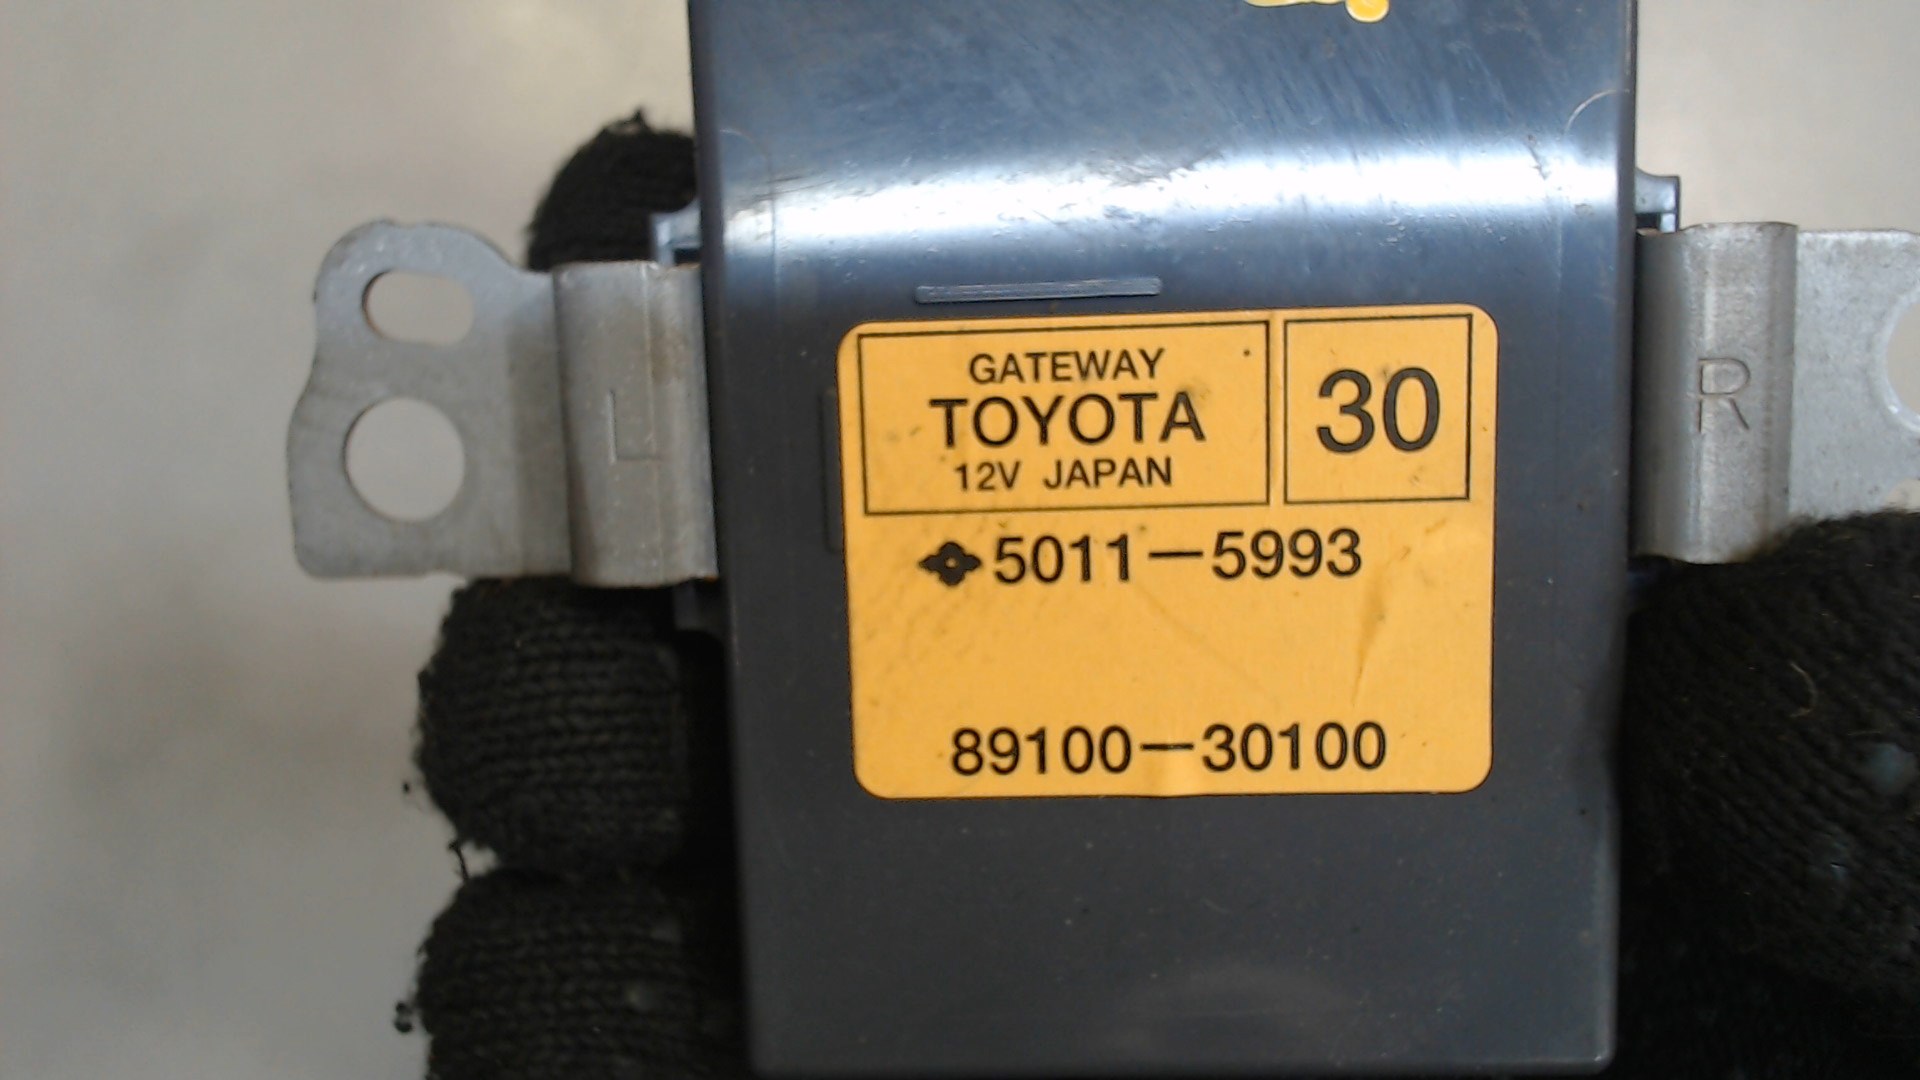 GATEWAY
TOYOTA
12V JAPAN
30
5011-5993
89100-30100
L
R